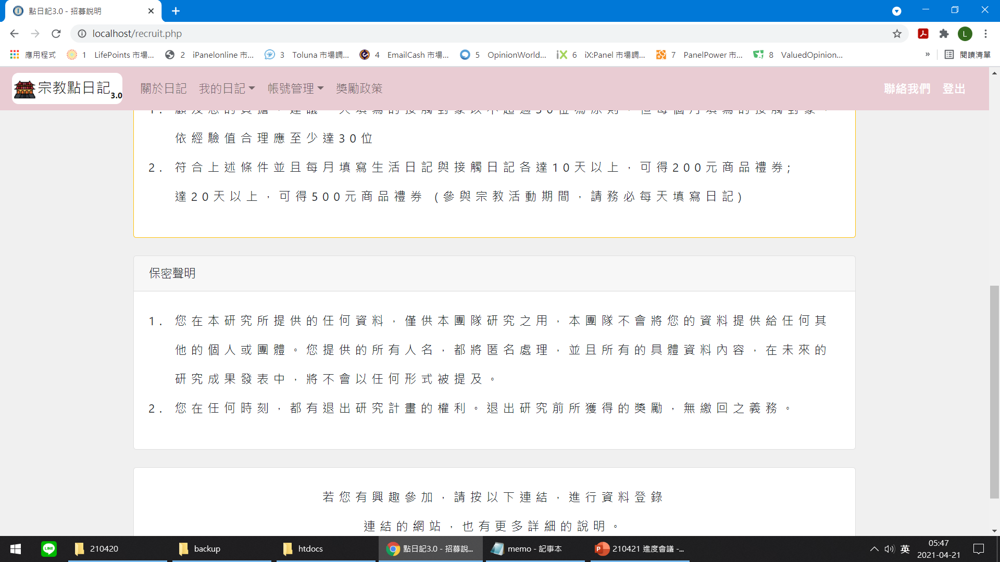 點日記3.0 - 招募說明
localhost/recruit.php
L
應用程式 1 LifePoints 市場... 2 iPanelonline 市... 3 Toluna 市場調... 4 EmailCash 市場... 5 OpinionWorld... 6 iX:Panel 市場調... 7 PanelPower 市... 8 ValuedOpinion... » 閱讀清單
宗教點日記3.0 關於日記 我的日記 帳號管理 獎勵政策 聯絡我們 登出
依經驗值合理應至少達30位
2. 符合上述條件並且每月填寫生活日記與接觸日記各達10天以上，可得200元商品禮券;
達20天以上，可得500元商品禮券 (參與宗教活動期間，請務必每天填寫日記)
保密聲明
1. 您在本研究所提供的任何資料，僅供本團隊研究之用，本團隊不會將您的資料提供給任何其
他的個人或團體。您提供的所有人名，都將匿名處理，並且所有的具體資料內容，在未來的
研究成果發表中，將不會以任何形式被提及。
2. 您在任何時刻，都有退出研究計畫的權利。退出研究前所獲得的獎勵，無繳回之義務。
若您有興趣參加，請按以下連結，進行資料登錄
連結的網站，也有更多詳細的說明。
LINE 210420 backup htdocs 點日記3.0 - 招募說... memo - 記事本 210421 進度會議 -... 英 05:47
2021-04-21